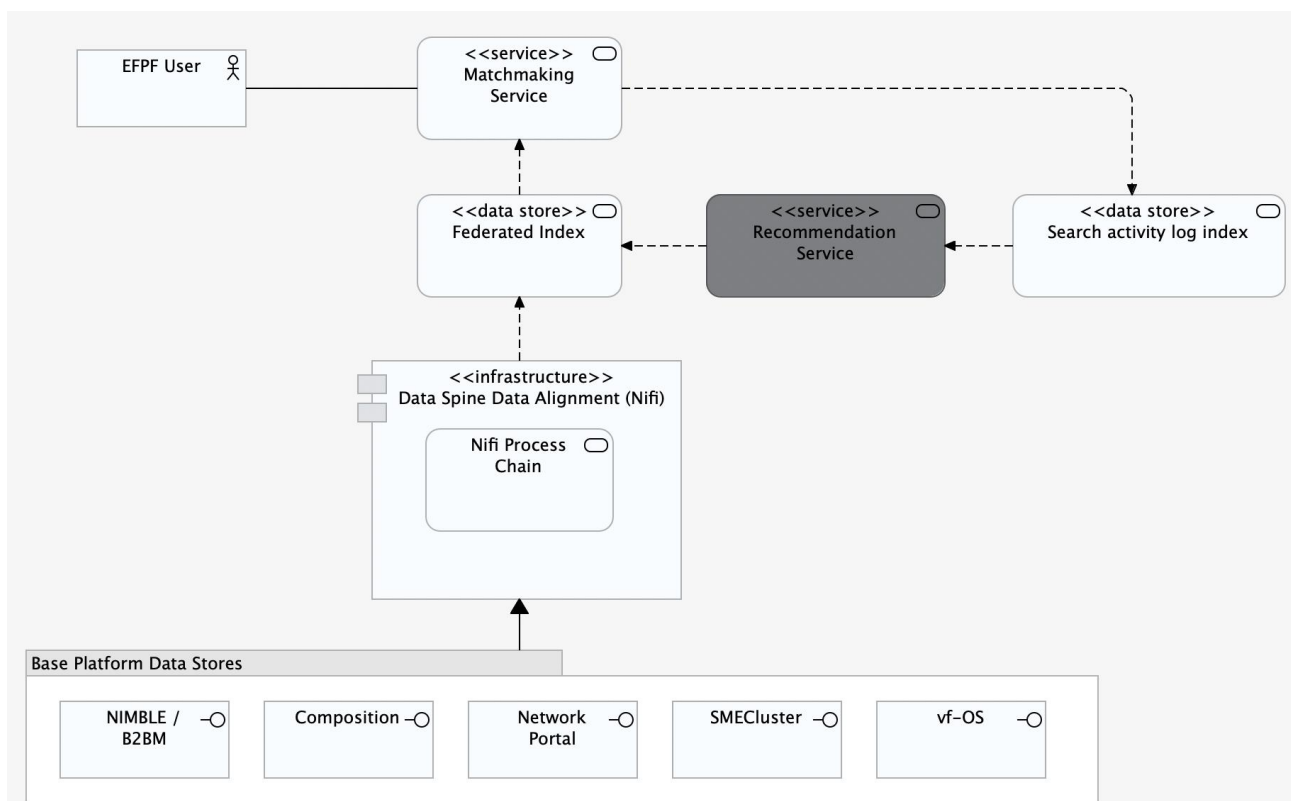 EFPF User
<<service>>
Matchmaking
Service
<<data store>>
Federated Index
<<service>>
Recommendation
Service
<<data store>>
Search activity log index
<<infrastructure>>
Data Spine Data Alignment (Nifi)
Nifi Process
Chain
Base Platform Data Stores
NIMBLE /
B2BM
Composition
Network
Portal
SMECluster
vf-OS